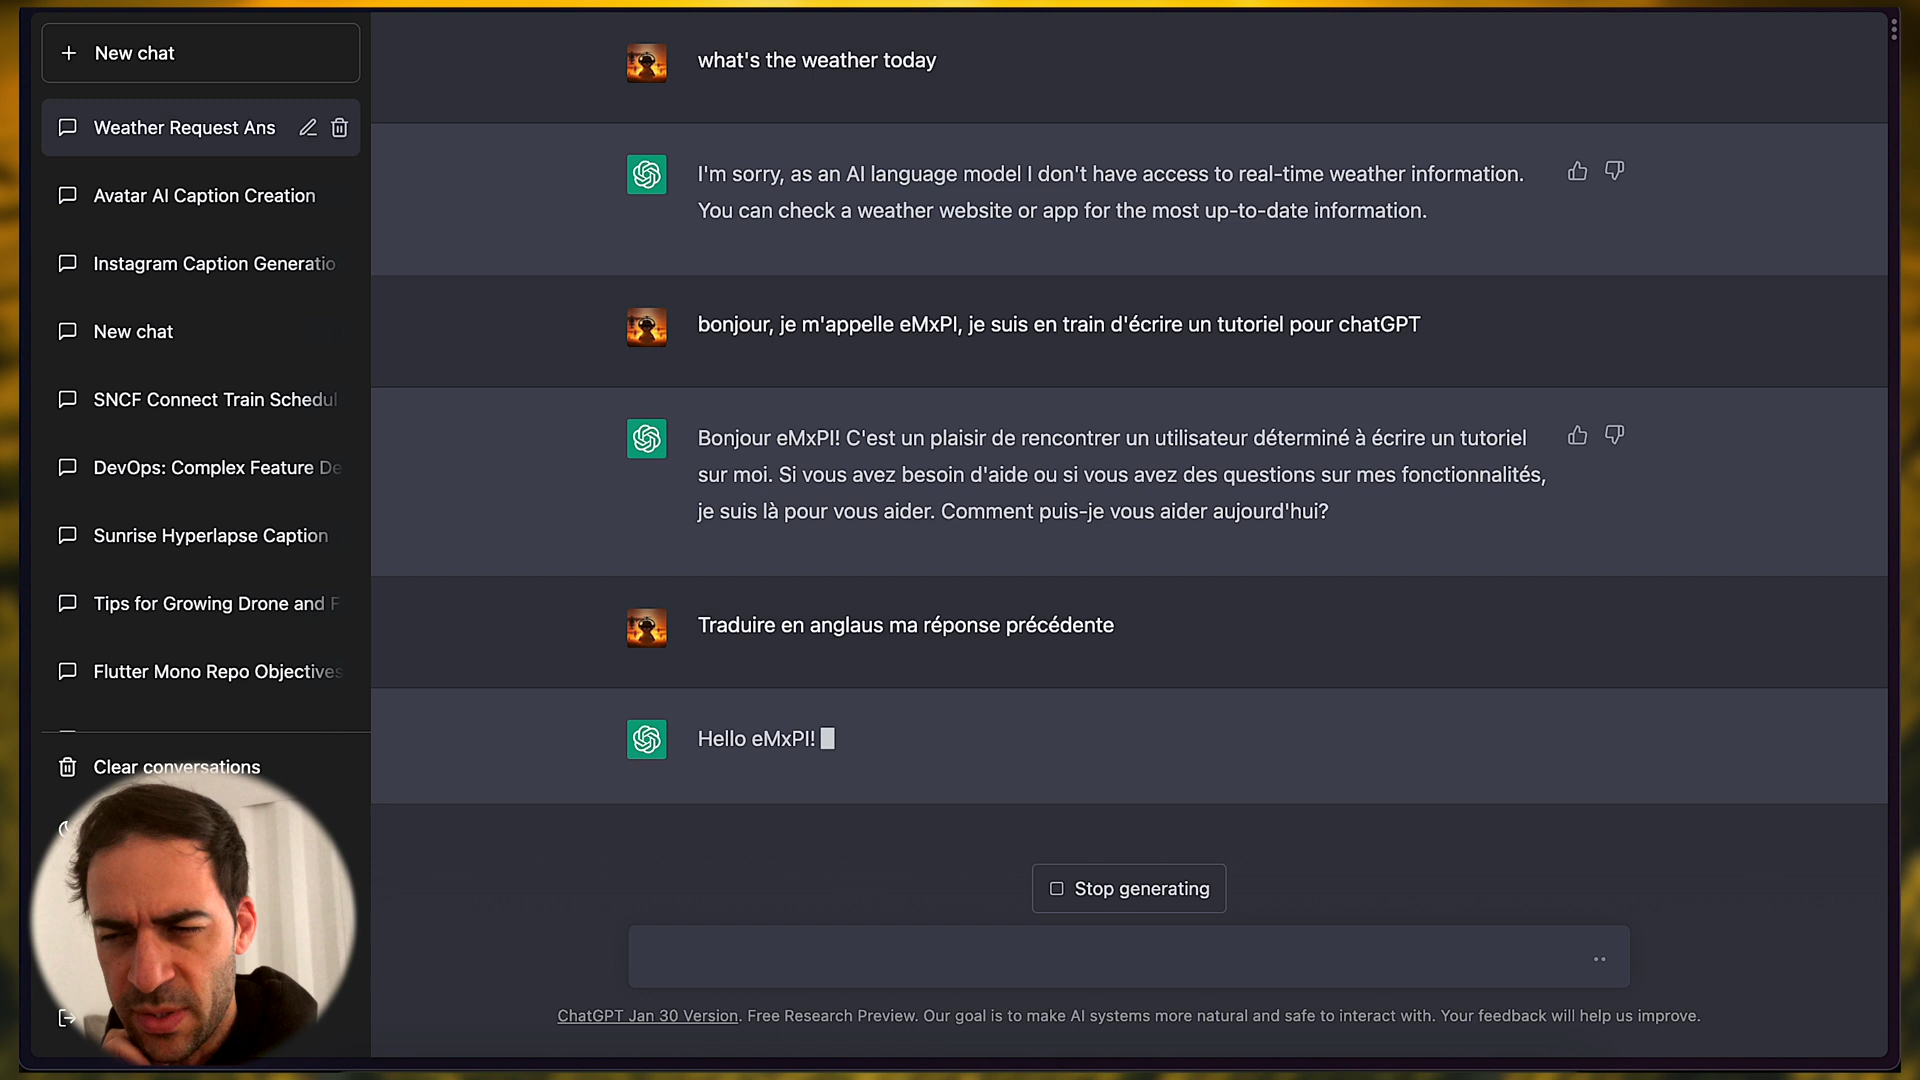 New chat
Weather Request Ans
Avatar AI Caption Creation
Instagram Caption Generatio
New chat
SNCF Connect Train Schedul
DevOps: Complex Feature De
Sunrise Hyperlapse Caption
Tips for Growing Drone and F
Flutter Mono Repo Objectives
Clear conversations
what's the weather today
I'm sorry, as an AI language model I don't have access to real-time weather information.
You can check a weather website or app for the most up-to-date information.
bonjour, je m'appelle eMxPI, je suis en train d'écrire un tutoriel pour chatGPT
Bonjour eMxPI! C'est un plaisir de rencontrer un utilisateur déterminé à écrire un tutoriel
sur moi. Si vous avez besoin d'aide ou si vous avez des questions sur mes fonctionnalités,
je suis là pour vous aider. Comment puis-je vous aider aujourd'hui?
Traduire en anglaus ma réponse précédente
Hello eMxPI!
Stop generating
ChatGPT Jan 30 Version. Free Research Preview. Our goal is to make AI systems more natural and safe to interact with. Your feedback will help us improve.